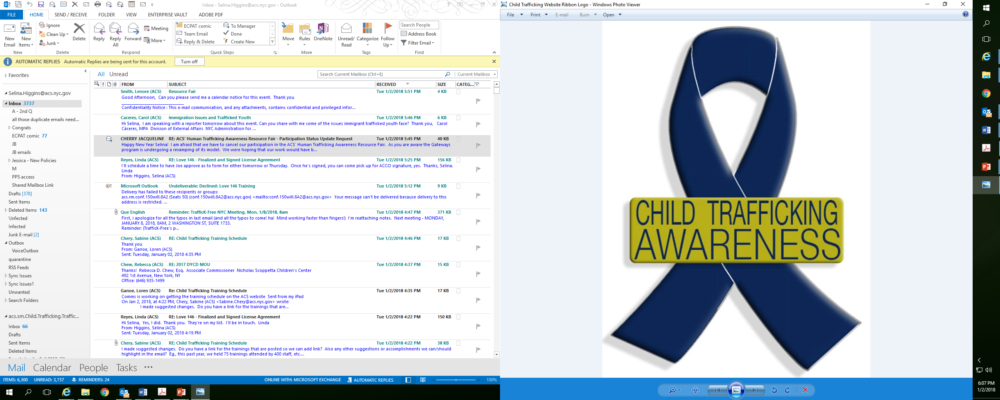 Inbox - Selina.Higgins@acs.nyc.gov - Outlook
FILE HOME SEND / RECEIVE FOLDER VIEW ENTERPRISE VAULT ADOBE PDF
New Email
New Items
Ignore
Clean Up
Junk
Delete
Reply
Reply All
Forward
Meeting
More
ECPAT comic
Team Email
Reply & Delete
To Manager
Done
Create New
Move
Rules
OneNote
Unread/ Read
Categorize
Follow Up
Search People
Address Book
Filter Email
New Delete Respond Quick Steps Move Tags Find
AUTOMATIC REPLIES Automatic Replies are being sent for this account. Turn off
Favorites
Selina.Higgins@acs.nyc.gov
Inbox 3737
A - 2nd Q
all those duplicate emails need...
Congrats
ECPAT comic 77
JB
JB emails
Jessica - New Policies
M
PPS access
Shared Mailbox Link
Drafts [378]
Sent Items
Deleted Items 143
\Infected
Infected
Junk E-mail [2]
Outbox
VoiceOutbox
quarantine
RSS Feeds
Sync Issues
Sync Issues1
Unwanted
Search Folders
acs.sm.Child.Trafficking.Traffic...
Inbox 66
Drafts
Sent Items
Deleted Items
All Unread
Search Current Mailbox (Ctrl+E) Current Mailbox
! FROM SUBJECT RECEIVED SIZE CATEG...
Smith, Lenore (ACS) Resource Fair Tue 1/2/2018 5:51 PM 4 KB
Good Afternoon, Can you please send me a calendar notice for this event. Thank you
________________________________
Confidentiality Notice : This e-mail communication, and any attachments, contains confidential and privileged infor...
Caceres, Carol (ACS) Immigration Issues and Trafficked Youth Tue 1/2/2018 5:46 PM 6 KB
Hi Selina, I am speaking with a reporter tomorrow about this event. Can you share with me some of the issues immigrant trafficked youth face? Thank you, Carol
Cáceres, MPA Division of External Affairs NYC Administration for ...
CHERRY JACQUELINE RE: ACS' Human Trafficking Awareness Resource Fair - Participation Status Update Request Tue 1/2/2018 5:45 PM 40 KB
Happy New Year Selina! I am afraid that we have to cancel our participation in the ACS' Human Trafficking Awareness Resource Fair. As you are aware the Gateways
program is undergoing a revamping of its model. We were hoping that our work would have b...
Reyes, Linda (ACS) RE: Love 146 - Finalized and Signed License Agreement Tue 1/2/2018 5:25 PM 156 KB
I'll schedule a time to have Joe approve as to form for either tomorrow or Thursday. Once he's signed, you can come pick up for ACCO signature, yes. Thanks, Selina.
Linda
From: Higgins, Selina (ACS)
Microsoft Outlook Undeliverable: Declined: Love 146 Training Tue 1/2/2018 5:12 PM 9 KB
Delivery has failed to these recipients or groups:
acs.rm.conf.150will.8A2 (Seats 50) (conf.150will.8A2@acs.nyc.gov) <mailto:conf.150will.8A2@acs.nyc.gov> Your message can't be delivered because delivery to this
address is restricted. ...
Que English Reminder: TrafficK-Free NYC Meeting, Mon, 1/8/2018, 8am Tue 1/2/2018 4:47 PM 371 KB
First, i apologize for all the typos in last email (and all the typos to come! ha! Mind working faster than fingers!) I'm reattaching notes. Next meeting - MONDAY,
JANUARY 8, 2018, 8AM, 2 WASHINGTON ST, SUITE 1733.
Reminder: (TrafficK-Free's p...
Chery, Sabine (ACS) RE: Child Trafficking Training Schedule Tue 1/2/2018 4:46 PM 17 KB
Thank you
From: Ganoe, Loren (ACS)
Sent: Tuesday, January 02, 2018 4:35 PM
Chew, Rebecca (ACS) RE: 2017 DYCD MOU Tue 1/2/2018 4:37 PM 15 KB
Thanks! Rebecca D. Chew, Esq. Associate Commissioner Nicholas Scoppetta Children's Center
492 1st Avenue, New York, NY
Office: (646) 935-1499
Ganoe, Loren (ACS) Re: Child Trafficking Training Schedule Tue 1/2/2018 4:35 PM 17 KB
Comms is working on getting the training schedule on the ACS website Sent from my iPad
On Jan 2, 2018, at 4:22 PM, Chery, Sabine (ACS) <Sabine.Chery@acs.nyc.gov> wrote:
I made suggested changes. Do you have a link for the trainings that are...
Reyes, Linda (ACS) RE: Love 146 - Finalized and Signed License Agreement Tue 1/2/2018 4:22 PM 150 KB
Hi Selina, Yes, I did. Thank you. They're on my list. I'll be in touch. Linda
From: Higgins, Selina (ACS)
Sent: Tuesday, January 02, 2018 4:19 PM
Chery, Sabine (ACS) RE: Child Trafficking Training Schedule Tue 1/2/2018 4:22 PM 38 KB
I made suggested changes. Do you have a link for the trainings that are posted so we can add link? Also any other suggestions or accomplishments we can/should
highlight in the email? Eg., this past year, we held 75 trainings attended by 400 staff, etc....
Mail Calendar People Tasks ...
ITEMS: 6,300 UNREAD: 3,737 REMINDERS: 24 ONLINE WITH: MICROSOFT EXCHANGE AUTOMATIC REPLIES 100%
Child Trafficking Website Ribbon Logo - Windows Photo Viewer
File Print E-mail Burn Open
CHILD TRAFFICKING
AWARENESS
6:07 PM
1/2/2018